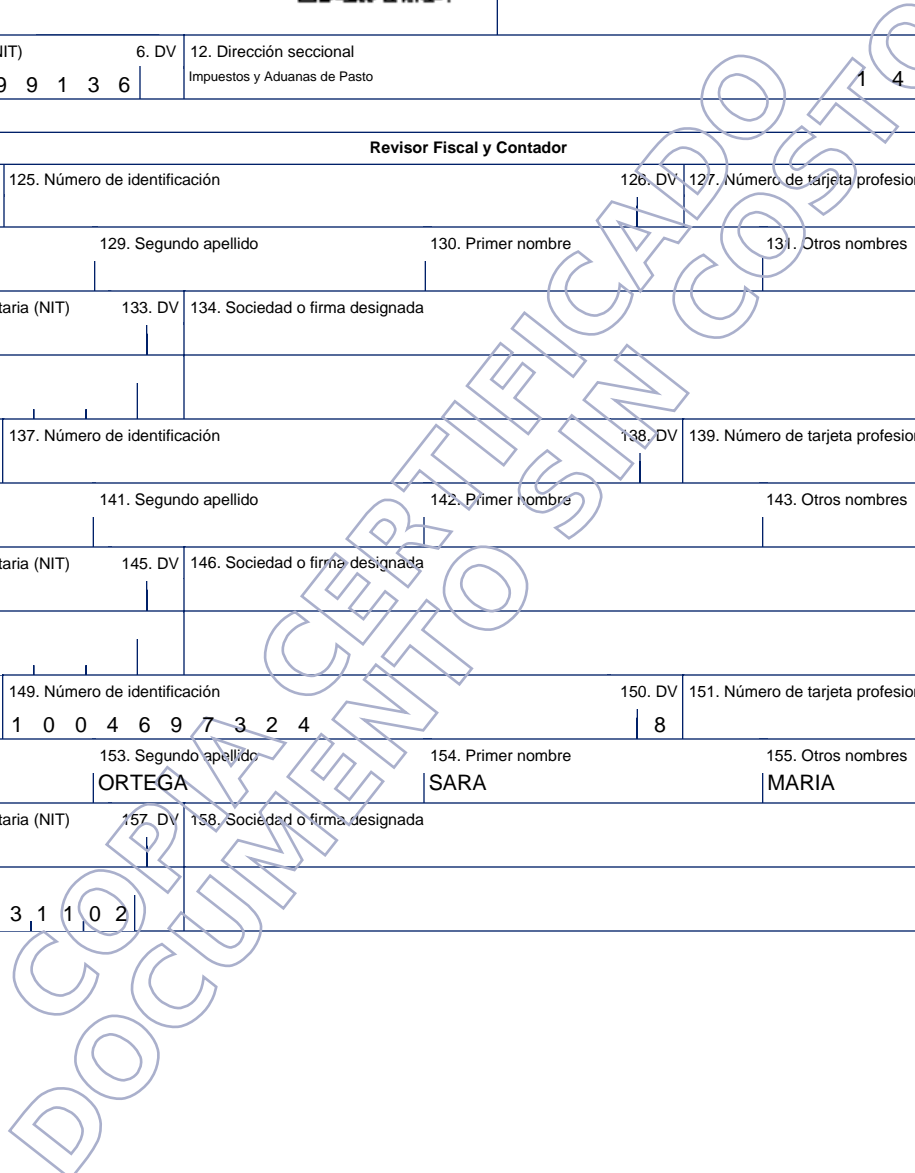 NIT) 6. DV 12. Dirección seccional
9 9 1 3 6 Impuestos y Aduanas de Pasto 1 4
Revisor Fiscal y Contador
125. Número de identificación 126. DV 127. Número de tarjeta profesion
129. Segundo apellido 130. Primer nombre 131. Otros nombres
taria (NIT) 133. DV 134. Sociedad o firma designada
137. Número de identificación 138. DV 139. Número de tarjeta profesion
141. Segundo apellido 142. Primer nombre 143. Otros nombres
taria (NIT) 145. DV 146. Sociedad o firma designada
149. Número de identificación 150. DV 151. Número de tarjeta profesion
1 0 0 4 6 9 7 3 2 4 8
153. Segundo apellido 154. Primer nombre 155. Otros nombres
ORTEGA SARA MARIA
taria (NIT) 157. DV 158. Sociedad o firma designada
3 1 1 0 2
COPIA CERTIFICADO
DOCUMENTO SIN COSTO